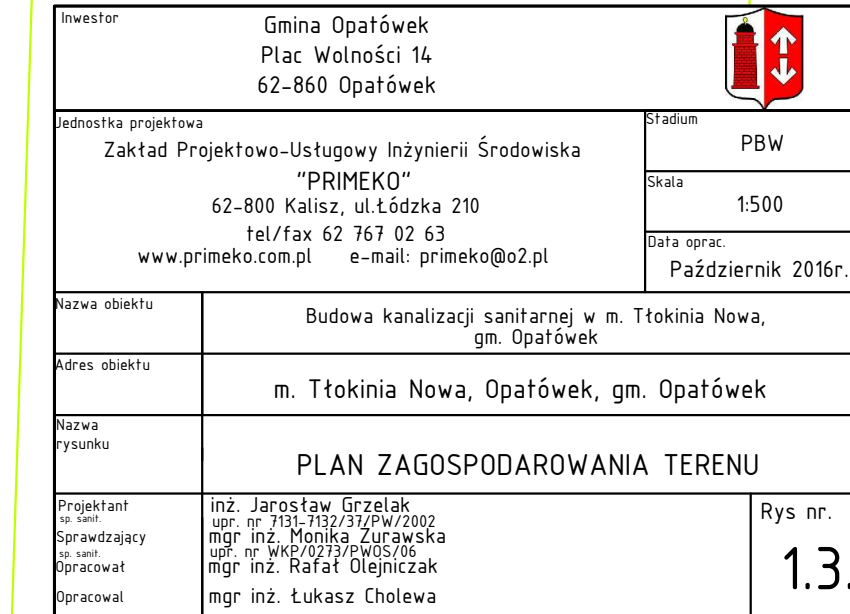 Inwestor
Gmina Opatówek
Plac Wolności 14
62-860 Opatówek
Jednostka projektowa
Zakład Projektowo-Usługowy Inżynierii Środowiska
"PRIMEKO"
62-800 Kalisz, ul.Łódzka 210
tel/fax 62 767 02 63
www.primeko.com.pl e-mail: primeko@o2.pl
Stadium
PBW
Skala
1:500
Data oprac.
Październik 2016r.
Nazwa obiektu
Budowa kanalizacji sanitarnej w m. Tłokinia Nowa,
gm. Opatówek
Adres obiektu
m. Tłokinia Nowa, Opatówek, gm. Opatówek
Nazwa
rysunku
PLAN ZAGOSPODAROWANIA TERENU
Projektant
sp. sanit.
inż. Jarosław Grzelak
upr. nr 7131-7132/37/PW/2002
Sprawdzający
sp. sanit.
mgr inż. Monika Żurawska
upr. nr WKP/0273/PWOS/06
Opracował
mgr inż. Rafał Olejniczak
Opracowal
mgr inż. Łukasz Cholewa
Rys nr.
1.3.